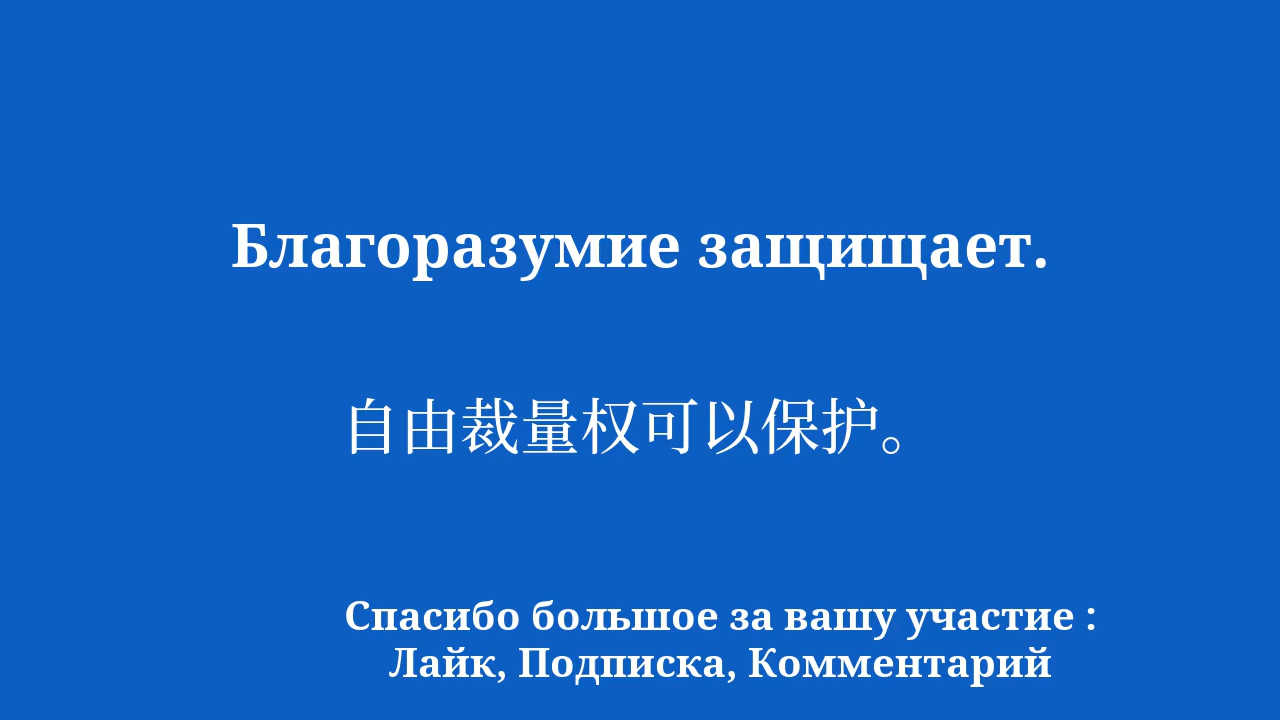 Благоразумие защищает.
自由裁量权可以保护。
Спасибо большое за вашу участие :
Лайк, Подписка, Комментарий